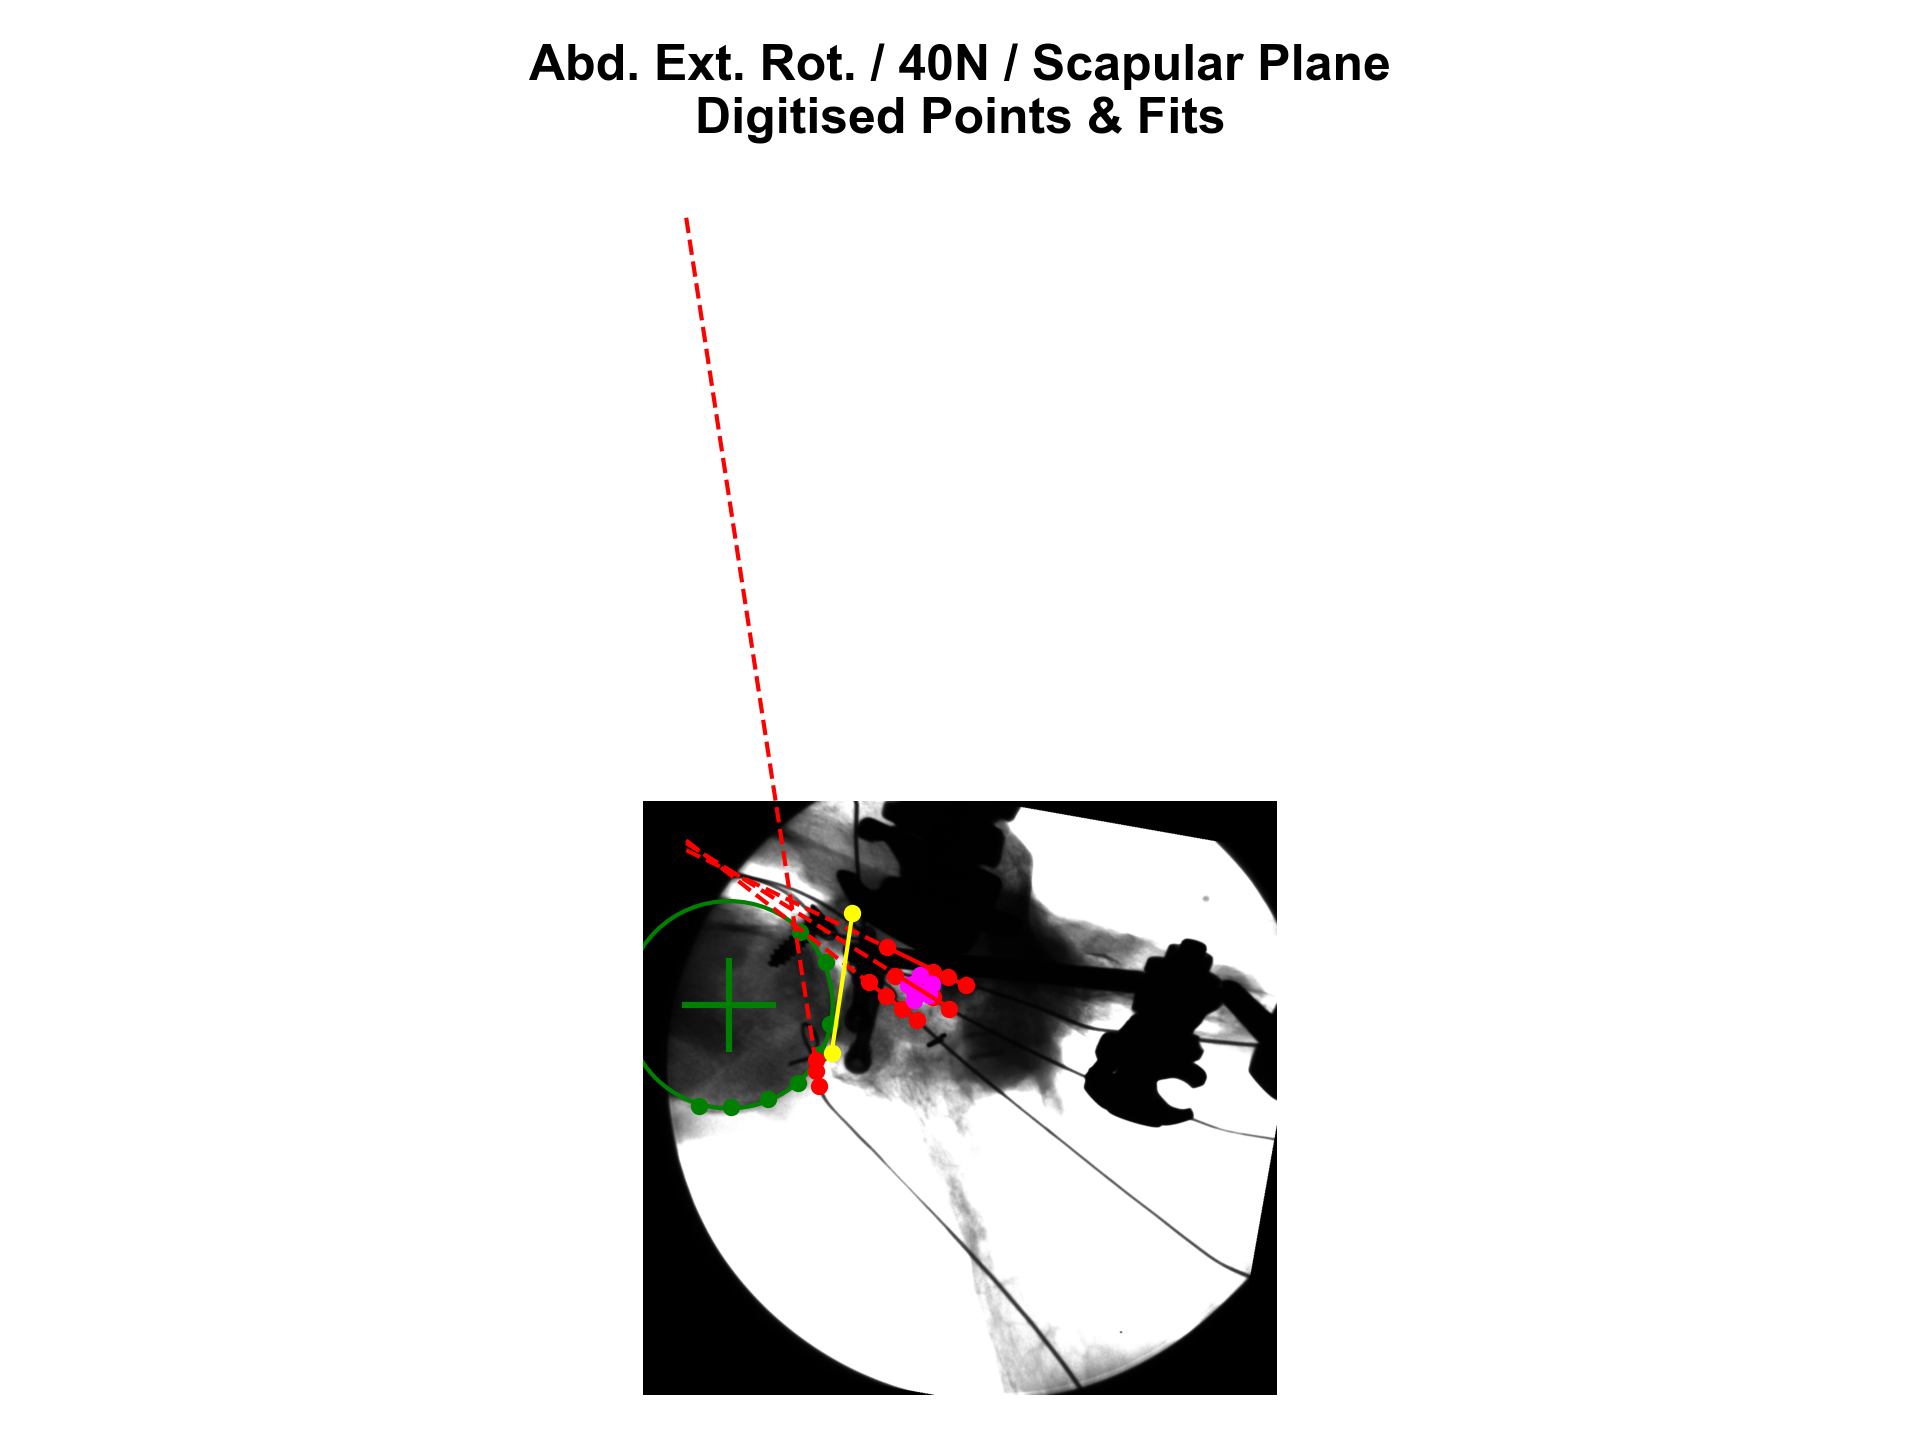 Abd. Ext. Rot. / 40N / Scapular Plane
Digitised Points & Fits